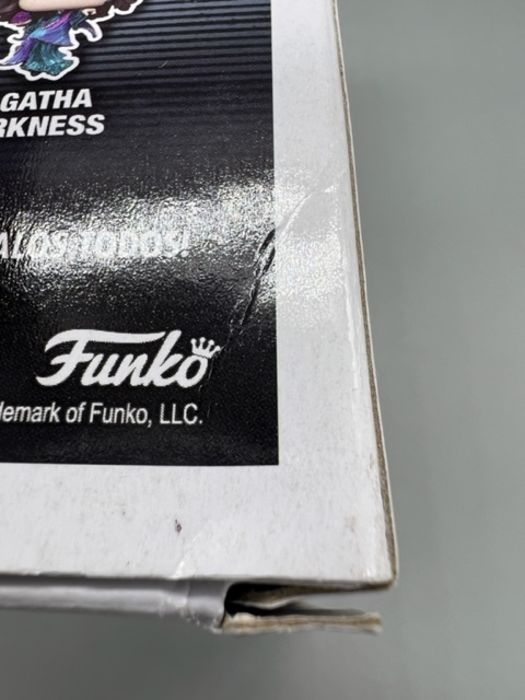 GATHA
RKNESS
ALOS TODOS!
Funko
demark of Funko, LLC.